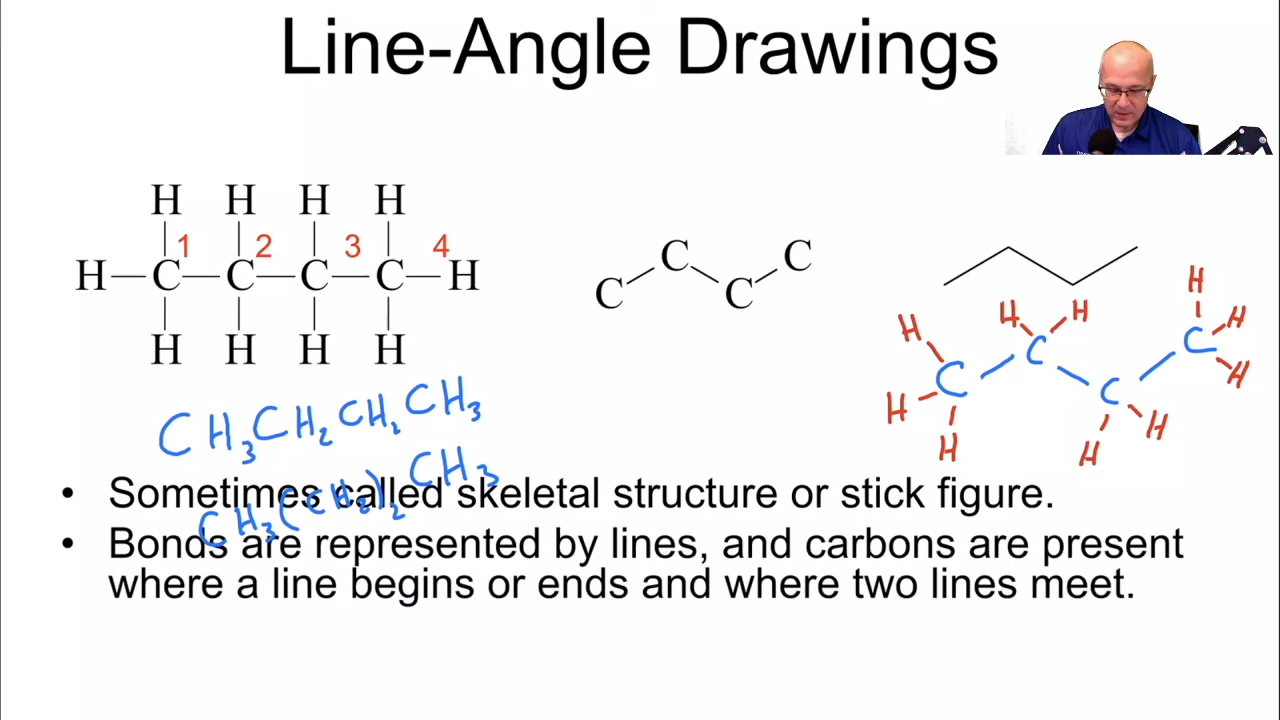 Line-Angle Drawings
H H H H
1 2 3 4
H C C C C H
H H H H
C C C C
H H H H H
C C C C H
H H H H
CH₃CH₂CH₂CH₃
CH₃(CH₂)₂CH₃
• Sometimes called skeletal structure or stick figure.
• Bonds are represented by lines, and carbons are present
where a line begins or ends and where two lines meet.